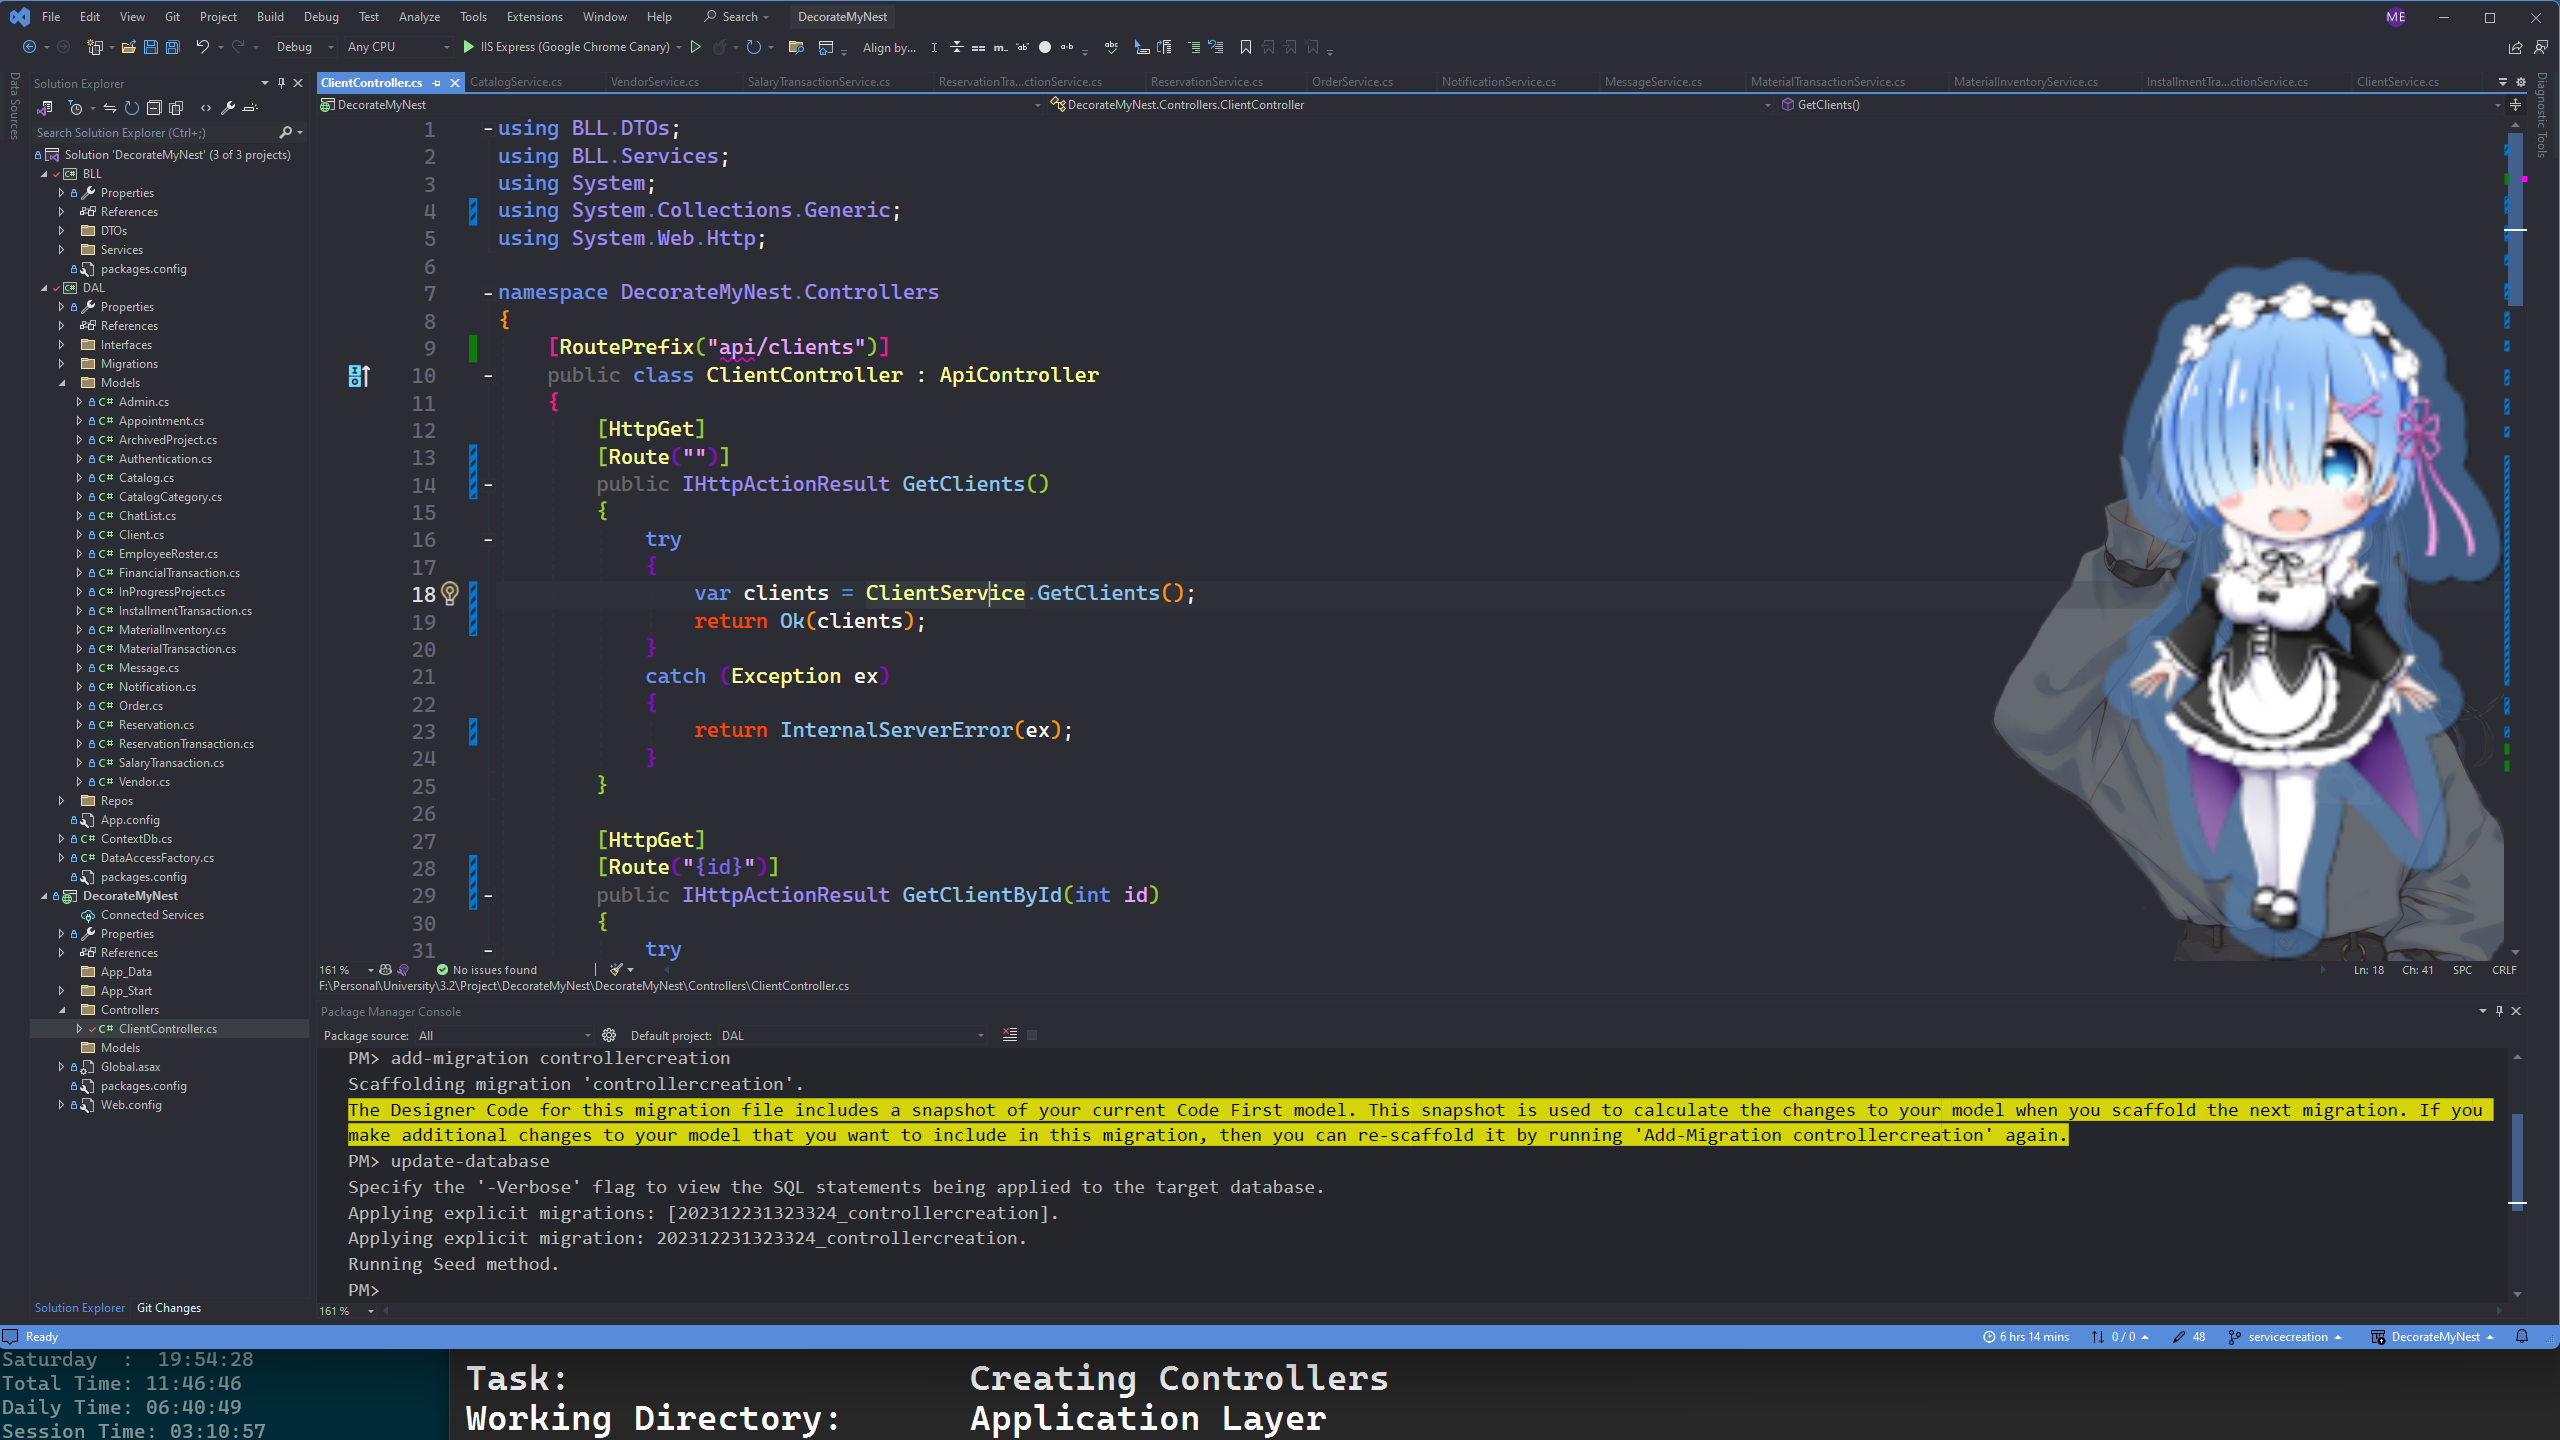 File Edit View Git Project Build Debug Test Analyze Tools Extensions Window Help Search DecorateMyNest ME
Debug Any CPU IIS Express (Google Chrome Canary) Align by...
Data Sources
Solution Explorer
Search Solution Explorer (Ctrl+;)
Solution 'DecorateMyNest' (3 of 3 projects)
BLL
Properties
References
DTOs
Services
packages.config
DAL
Properties
References
Interfaces
Migrations
Models
Admin.cs
Appointment.cs
ArchivedProject.cs
Authentication.cs
Catalog.cs
CatalogCategory.cs
ChatList.cs
Client.cs
EmployeeRoster.cs
FinancialTransaction.cs
InProgressProject.cs
InstallmentTransaction.cs
MaterialInventory.cs
MaterialTransaction.cs
Message.cs
Notification.cs
Order.cs
Reservation.cs
ReservationTransaction.cs
SalaryTransaction.cs
Vendor.cs
Repos
App.config
ContextDb.cs
DataAccessFactory.cs
packages.config
DecorateMyNest
Connected Services
Properties
References
App_Data
App_Start
Controllers
ClientController.cs
Models
Global.asax
packages.config
Web.config
Solution Explorer Git Changes
ClientController.cs CatalogService.cs VendorService.cs SalaryTransactionService.cs ReservationTra...ctionService.cs ReservationService.cs OrderService.cs NotificationService.cs MessageService.cs MaterialTransactionService.cs MaterialInventoryService.cs InstallmentTra...ctionService.cs ClientService.cs
DecorateMyNest DecorateMyNest.Controllers.ClientController GetClients()
Diagnostic Tools
1 using BLL.DTOs;
2 using BLL.Services;
3 using System;
4 using System.Collections.Generic;
5 using System.Web.Http;
6
7 namespace DecorateMyNest.Controllers
8 {
9 [RoutePrefix("api/clients")]
10 public class ClientController : ApiController
11 {
12 [HttpGet]
13 [Route("")]
14 public IHttpActionResult GetClients()
15 {
16 try
17 {
18 var clients = ClientService.GetClients();
19 return Ok(clients);
20 }
21 catch (Exception ex)
22 {
23 return InternalServerError(ex);
24 }
25 }
26
27 [HttpGet]
28 [Route("{id}")]
29 public IHttpActionResult GetClientById(int id)
30 {
31 try
161 % No issues found Ln: 18 Ch: 41 SPC CRLF
F:\Personal\University\3.2\Project\DecorateMyNest\DecorateMyNest\Controllers\ClientController.cs
Package Manager Console
Package source: All Default project: DAL
PM> add-migration controllercreation
Scaffolding migration 'controllercreation'.
The Designer Code for this migration file includes a snapshot of your current Code First model. This snapshot is used to calculate the changes to your model when you scaffold the next migration. If you
make additional changes to your model that you want to include in this migration, then you can re-scaffold it by running 'Add-Migration controllercreation' again.
PM> update-database
Specify the '-Verbose' flag to view the SQL statements being applied to the target database.
Applying explicit migrations: [202312231323324_controllercreation].
Applying explicit migration: 202312231323324_controllercreation.
Running Seed method.
PM>
161 %
Ready 6 hrs 14 mins 0 / 0 48 servicecreation DecorateMyNest
Saturday : 19:54:28
Total Time: 11:46:46
Daily Time: 06:40:49
Session Time: 03:10:57
Task: Creating Controllers
Working Directory: Application Layer